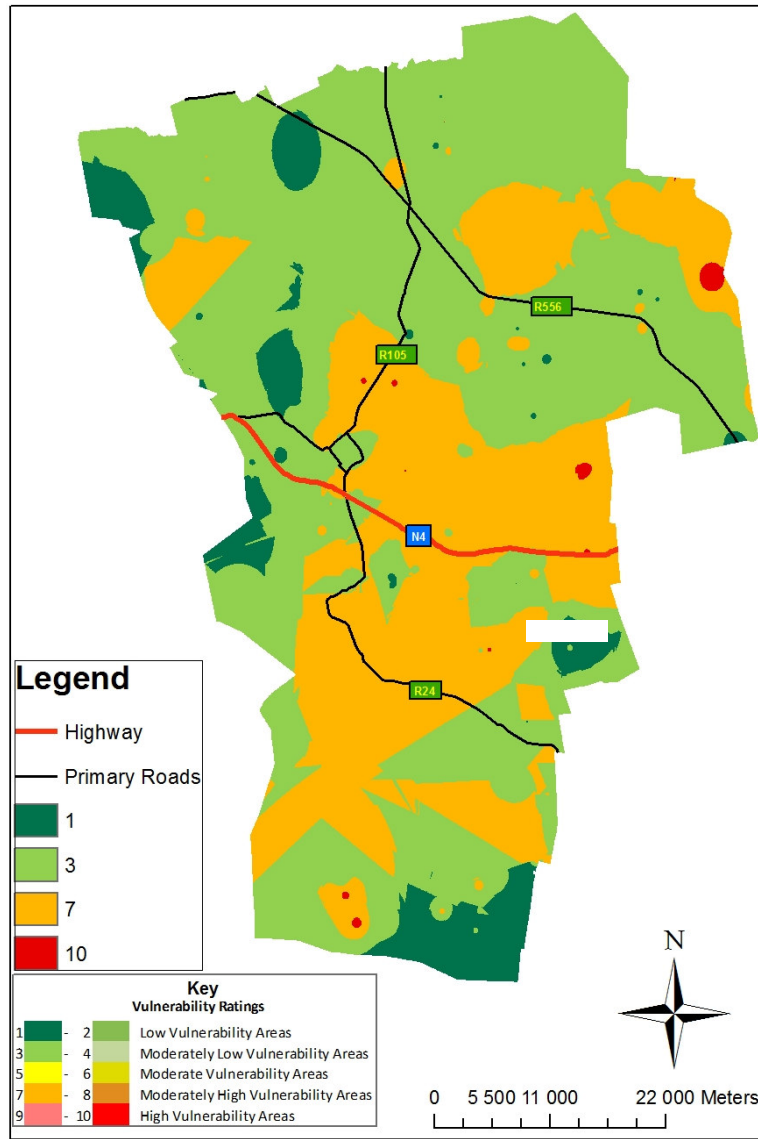 R556
R105
N4
R24
Legend
Highway
Primary Roads
1
3
7
10
N
Key
Vulnerability Ratings
1 - 2 Low Vulnerability Areas
3 - 4 Moderately Low Vulnerability Areas
5 - 6 Moderate Vulnerability Areas
7 - 8 Moderately High Vulnerability Areas
9 - 10 High Vulnerability Areas
0 5 500 11 000 22 000 Meters